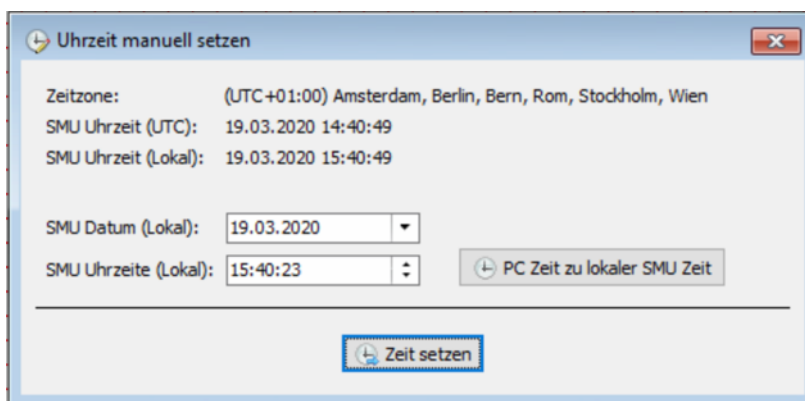 Uhrzeit manuell setzen
Zeitzone: (UTC+01:00) Amsterdam, Berlin, Bern, Rom, Stockholm, Wien
SMU Uhrzeit (UTC): 19.03.2020 14:40:49
SMU Uhrzeit (Lokal): 19.03.2020 15:40:49
SMU Datum (Lokal): 19.03.2020
SMU Uhrzeite (Lokal): 15:40:23 PC Zeit zu lokaler SMU Zeit
Zeit setzen